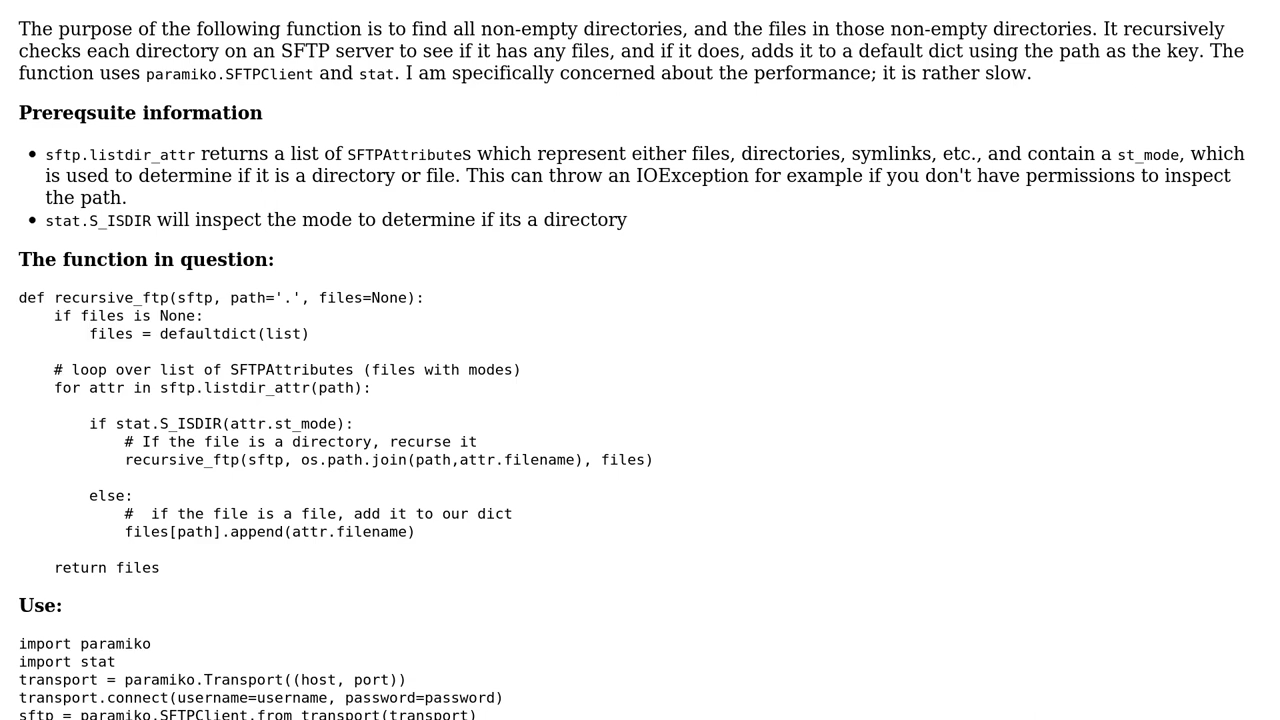 The purpose of the following function is to find all non-empty directories, and the files in those non-empty directories. It recursively
checks each directory on an SFTP server to see if it has any files, and if it does, adds it to a default dict using the path as the key. The
function uses paramiko.SFTPClient and stat. I am specifically concerned about the performance; it is rather slow.
Prereqsuite information
• sftp.listdir_attr returns a list of SFTPAttributes which represent either files, directories, symlinks, etc., and contain a st_mode, which
is used to determine if it is a directory or file. This can throw an IOException for example if you don't have permissions to inspect
the path.
• stat.S_ISDIR will inspect the mode to determine if its a directory
The function in question:
def recursive_ftp(sftp, path='.', files=None):
    if files is None:
        files = defaultdict(list)
    # loop over list of SFTPAttributes (files with modes)
    for attr in sftp.listdir_attr(path):
        if stat.S_ISDIR(attr.st_mode):
            # If the file is a directory, recurse it
            recursive_ftp(sftp, os.path.join(path,attr.filename), files)
        else:
            #  if the file is a file, add it to our dict
            files[path].append(attr.filename)
    return files
Use:
import paramiko
import stat
transport = paramiko.Transport((host, port))
transport.connect(username=username, password=password)
sftp = paramiko.SFTPClient.from_transport(transport)